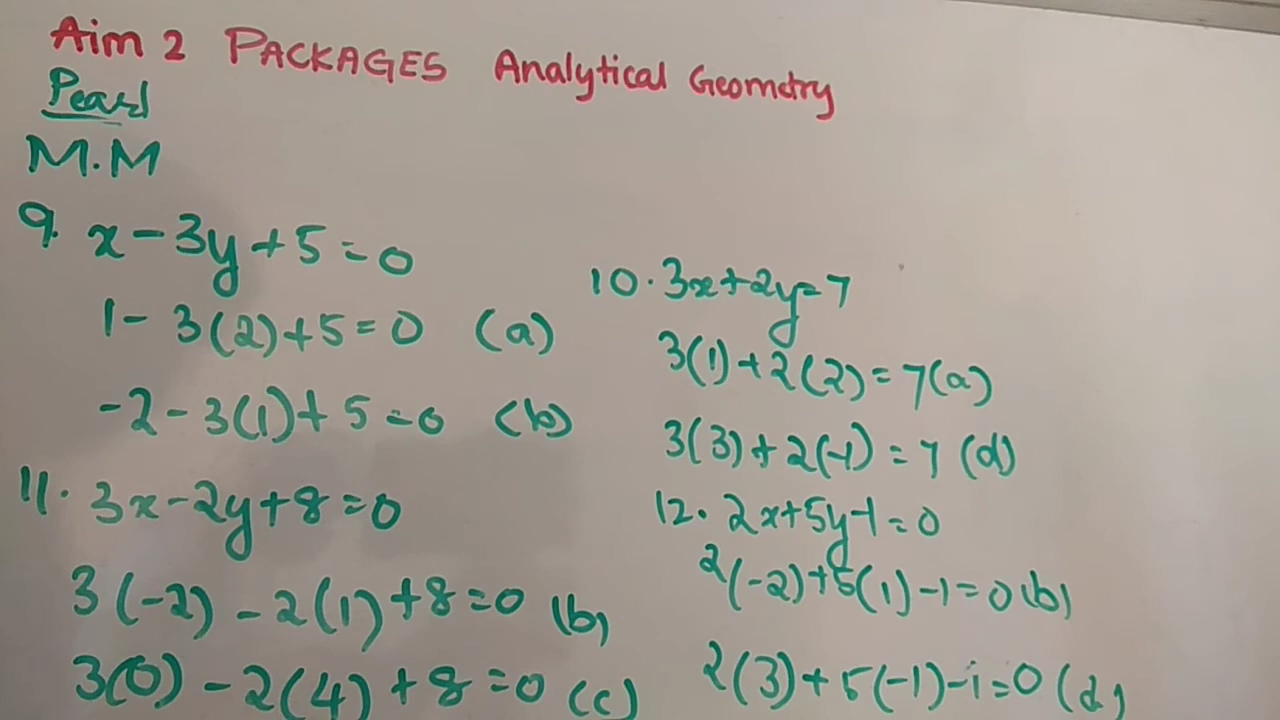 Aim 2 PACKAGES Analytical Geometry
Pearl
M.M
9. x-3y+5=0
1-3(2)+5=0 (a)
-2-3(1)+5=0 (b)
11. 3x-2y+8=0
3(-2)-2(1)+8=0 (b)
3(0)-2(4)+8=0 (c)
10. 3x+2y=7
3(1)+2(2)=7(a)
3(3)+2(-1)=7 (d)
12. 2x+5y-1=0
2(-2)+5(1)-1=0 (b)
2(3)+5(-1)-1=0 (d)